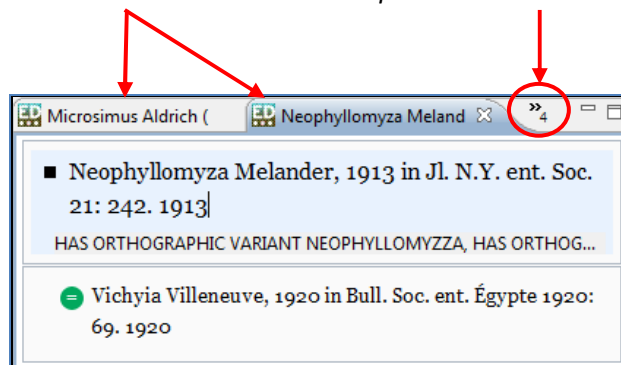 Microsimus Aldrich ( Neophyllomyza Meland »4
Neophyllomyza Melander, 1913 in Jl. N.Y. ent. Soc.
21: 242. 1913
HAS ORTHOGRAPHIC VARIANT NEOPHYLLOMYZZA, HAS ORTHOG...
Vichyia Villeneuve, 1920 in Bull. Soc. ent. Égypte 1920:
69. 1920